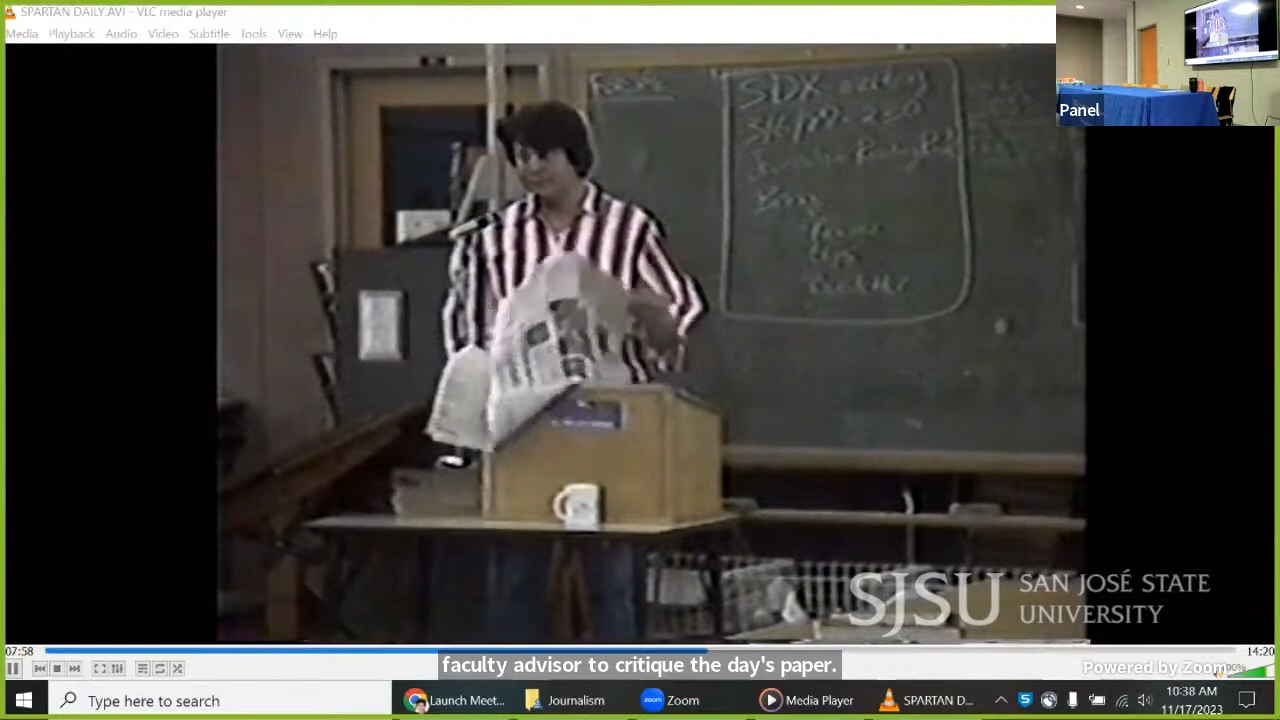 SPARTAN DAILY.AVI - VLC media player
Media Playback Audio Video Subtitle Tools View Help
Panel
SDX meeting
SJSU SAN JOSÉ STATE
UNIVERSITY
07:58
14:20
faculty advisor to critique the day's paper.
Powered by Zoom
Type here to search
Launch Meet...
Journalism
Zoom
Media Player
SPARTAN D...
10:38 AM
11/17/2023